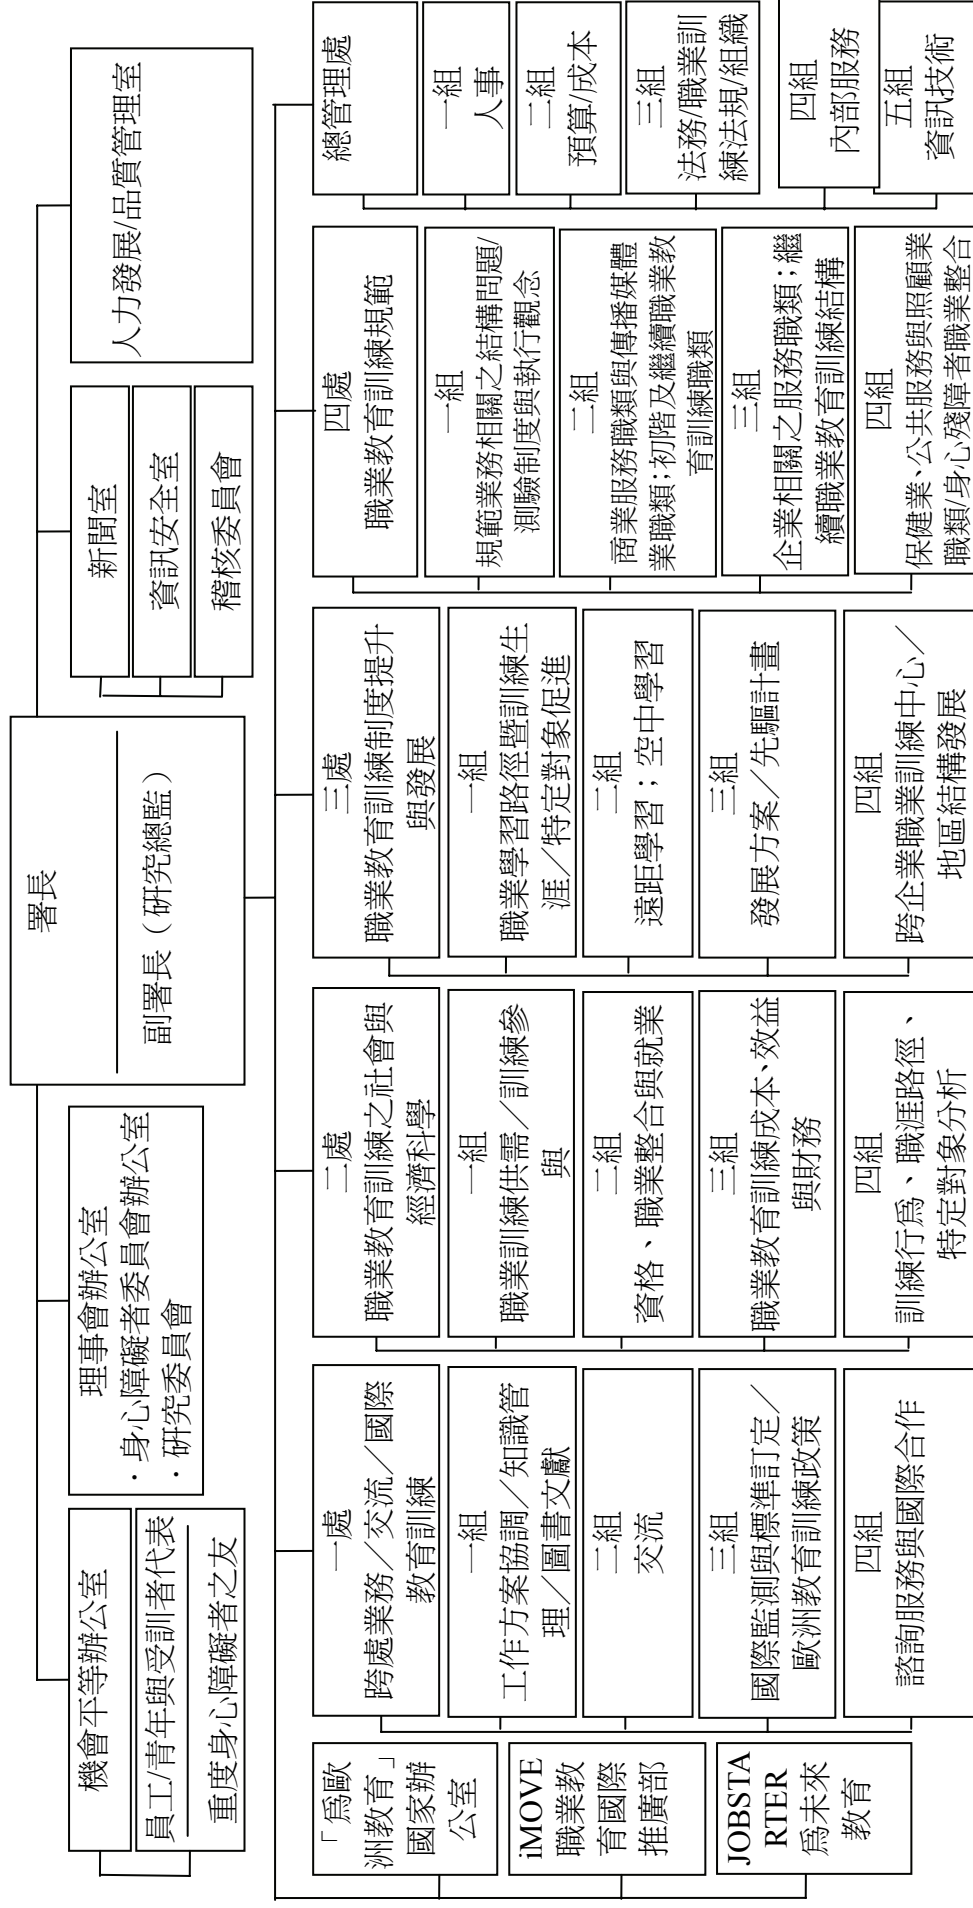 署長
副署長（研究總監）
機會平等辦公室
員工/青年與受訓者代表
重度身心障礙者之友
理事會辦公室
·身心障礙者委員會辦公室
·研究委員會
新聞室
資訊安全室
稽核委員會
人力發展/品質管理室
「為歐
洲教育」
國家辦
公室
iMOVE
職業教
育國際
推廣部
JOBSTA
RTER
為未來
教育
一處
跨處業務／交流／國際
教育訓練
一組
工作方案協調／知識管
理／圖書文獻
二組
交流
三組
國際監測與標準訂定／
歐洲教育訓練政策
四組
諮詢服務與國際合作
二處
職業教育訓練之社會與
經濟科學
一組
職業訓練供需／訓練參
與
二組
資格、職業整合與就業
三組
職業教育訓練成本、效益
與財務
四組
訓練行為、職涯路徑、
特定對象分析
三處
職業教育訓練制度提升
與發展
一組
職業學習路徑暨訓練生
涯／特定對象促進
二組
遠距學習；空中學習
三組
發展方案／先驅計畫
四組
跨企業職業訓練中心／
地區結構發展
四處
職業教育訓練規範
一組
規範業務相關之結構問題/
測驗制度與執行觀念
二組
商業服務職類與傳播媒體
業職類；初階及繼續職業教
育訓練職類
三組
企業相關之服務職類；繼
續職業教育訓練結構
四組
保健業、公共服務與照顧業
職類/身心殘障者職業整合
總管理處
一組
人事
二組
預算/成本
三組
法務/職業訓
練法規/組織
四組
內部服務
五組
資訊技術